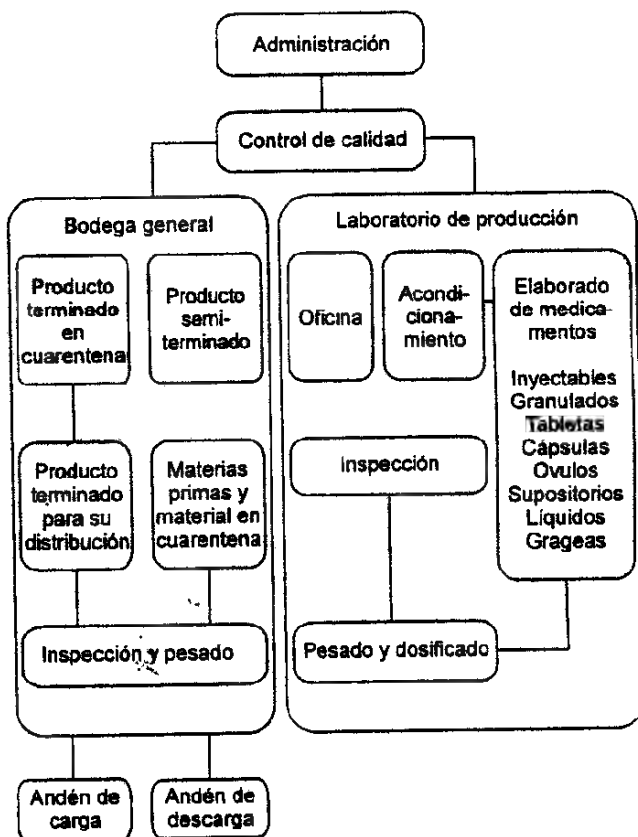 Administración
Control de calidad
Bodega general
Producto
terminado
en
cuarentena
Producto
semi-
terminado
Producto
terminado
para su
distribución
Materias
primas y
material en
cuarentena
Inspección y pesado
Andén de
carga
Andén de
descarga
Laboratorio de producción
Oficina
Acondi-
ciona-
miento
Elaborado
de medica-
mentos
Inyectables
Granulados
Tabletas
Cápsulas
Ovulos
Supositorios
Líquidos
Grageas
Inspección
Pesado y dosificado